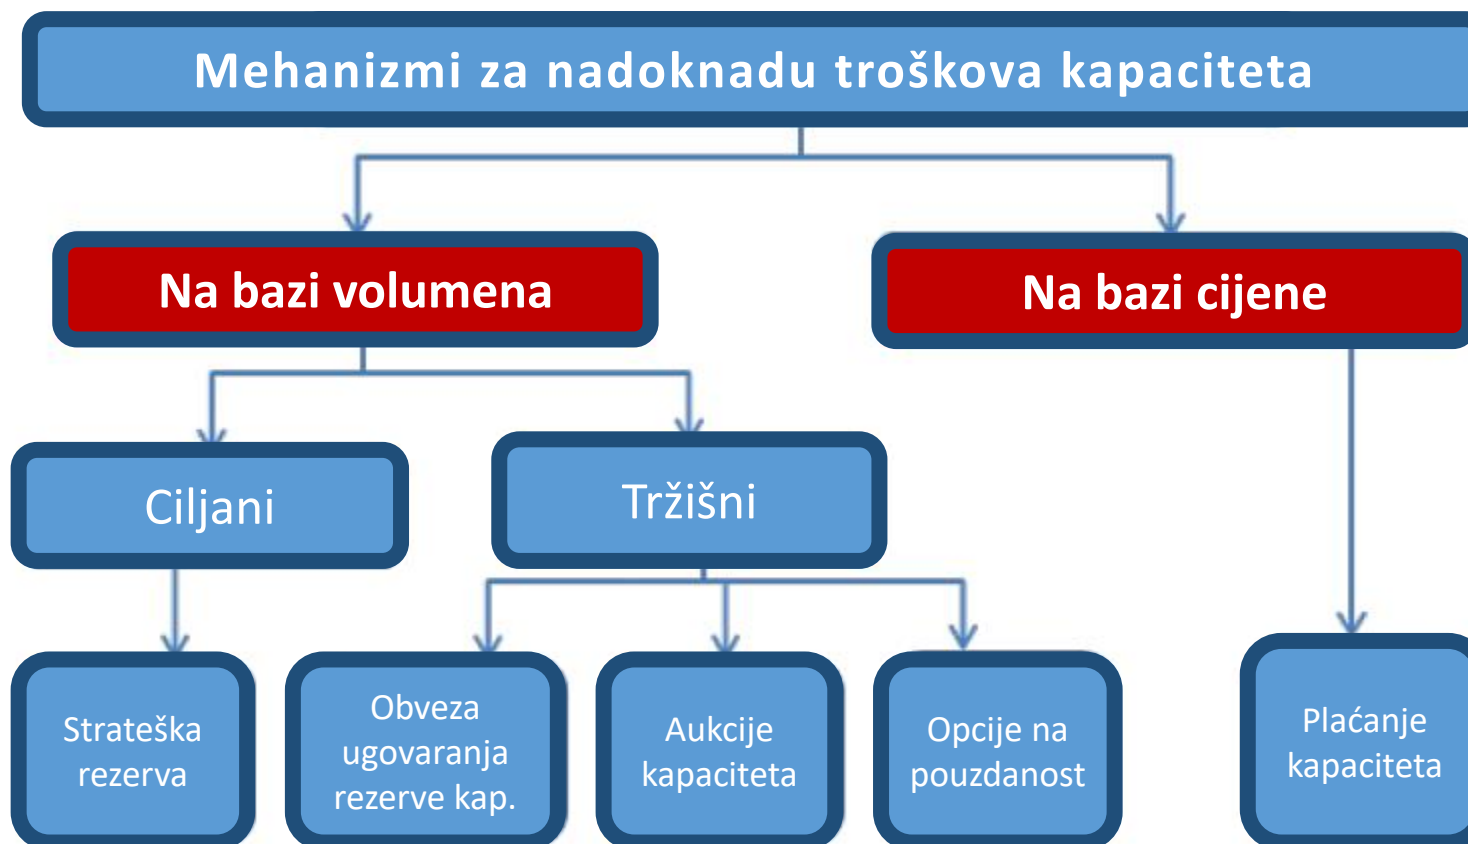 Mehanizmi za nadoknadu troškova kapaciteta
Na bazi volumena
Na bazi cijene
Ciljani
Tržišni
Strateška
rezerva
Obveza
ugovaranja
rezerve kap.
Aukcije
kapaciteta
Opcije na
pouzdanost
Plaćanje
kapaciteta